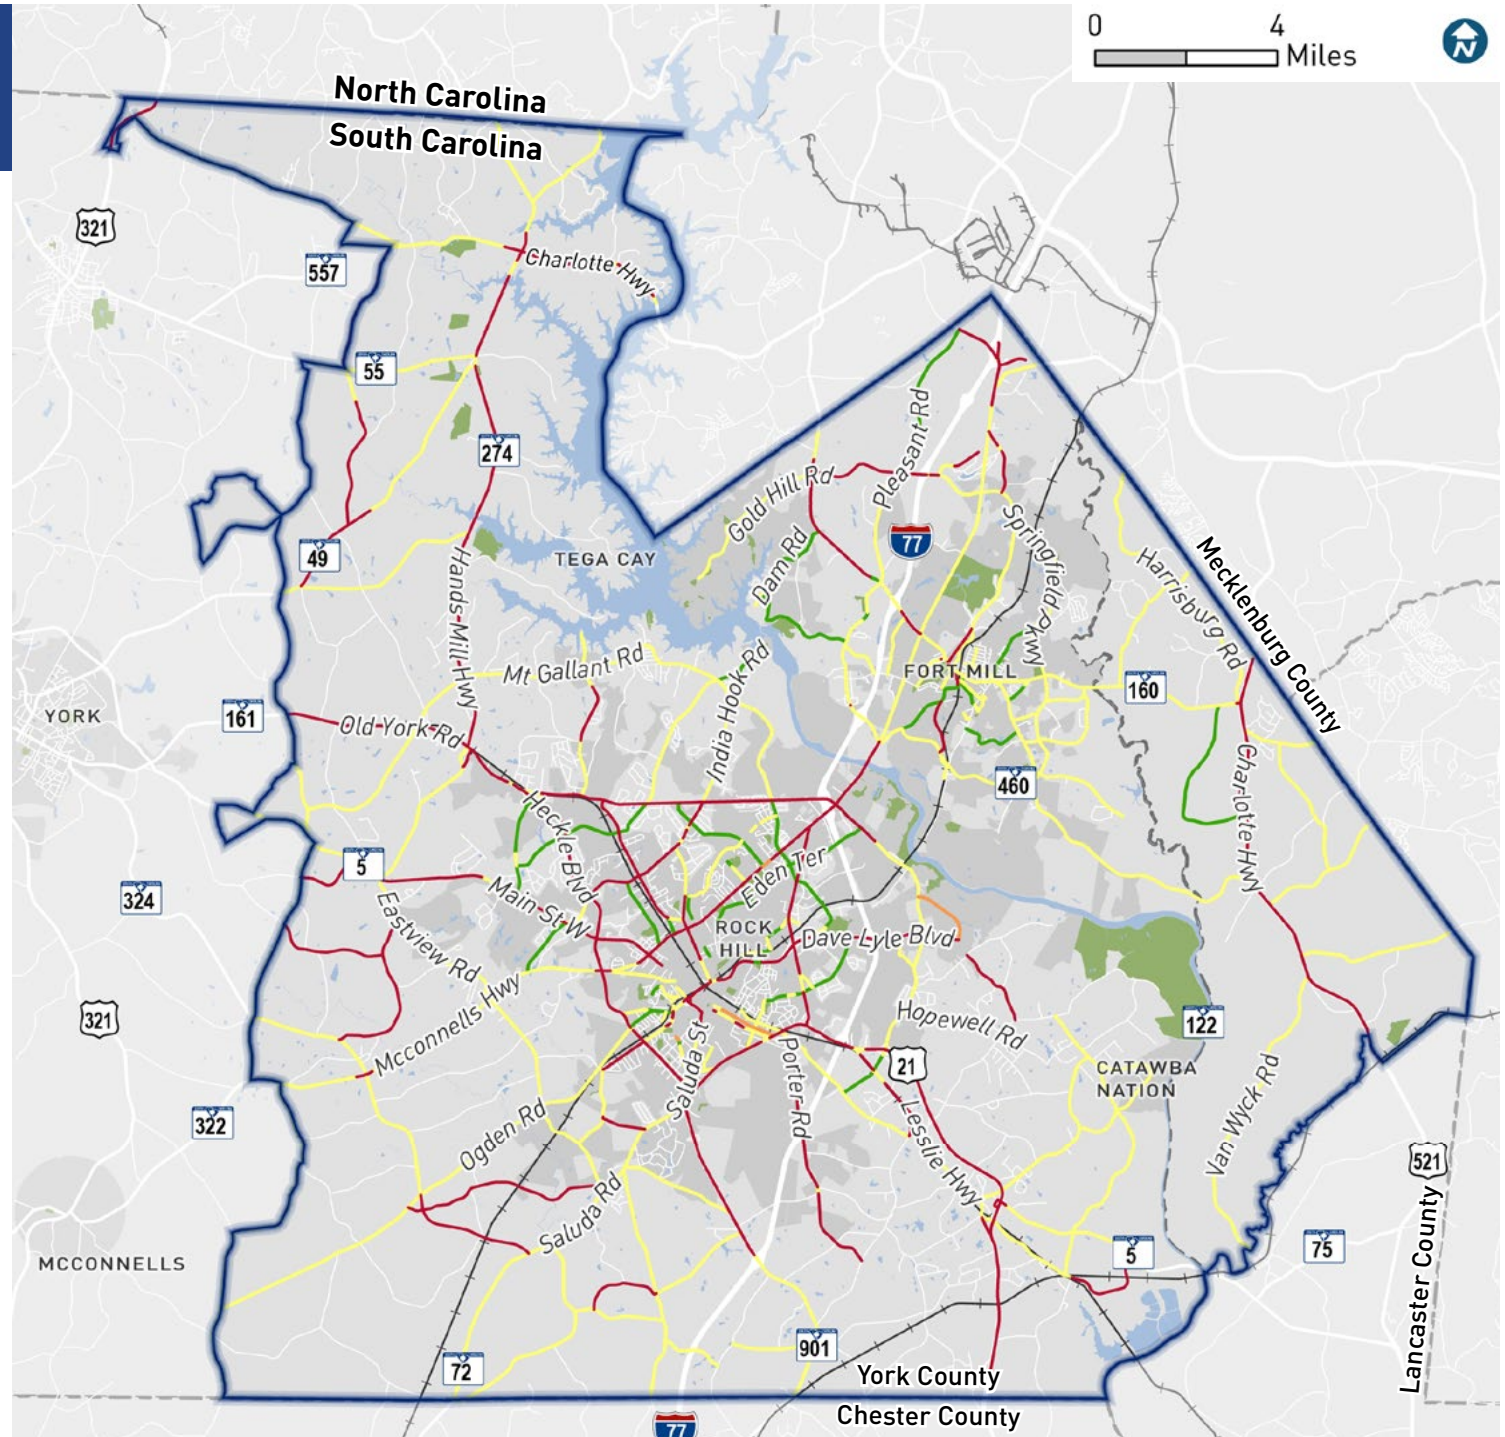 0 4
Miles
N
North Carolina
South Carolina
321
557
Charlotte Hwy
55
274
Pleasant Rd
Gold Hill Rd
77
Springfield Pkwy
49
TEGA CAY
Dam Rd
Harrisburg Rd
Mecklenburg County
Hands Mill Hwy
Mt Gallant Rd
India Hook Rd
FORT MILL
160
YORK
161
Old York Rd
460
Charlotte Hwy
Heckle Blvd
5
Eden Ter
324
Main St W
Eastview Rd
ROCK
HILL
Dave Lyle Blvd
321
Mcconnells Hwy
Hopewell Rd
122
Saluda St
Porter Rd
21
CATAWBA
NATION
Van Wyck Rd
322
Ogden Rd
Lesslie Hwy
521
Saluda Rd
MCCONNELLS
5
75
Lancaster County
72
901
York County
Chester County
77